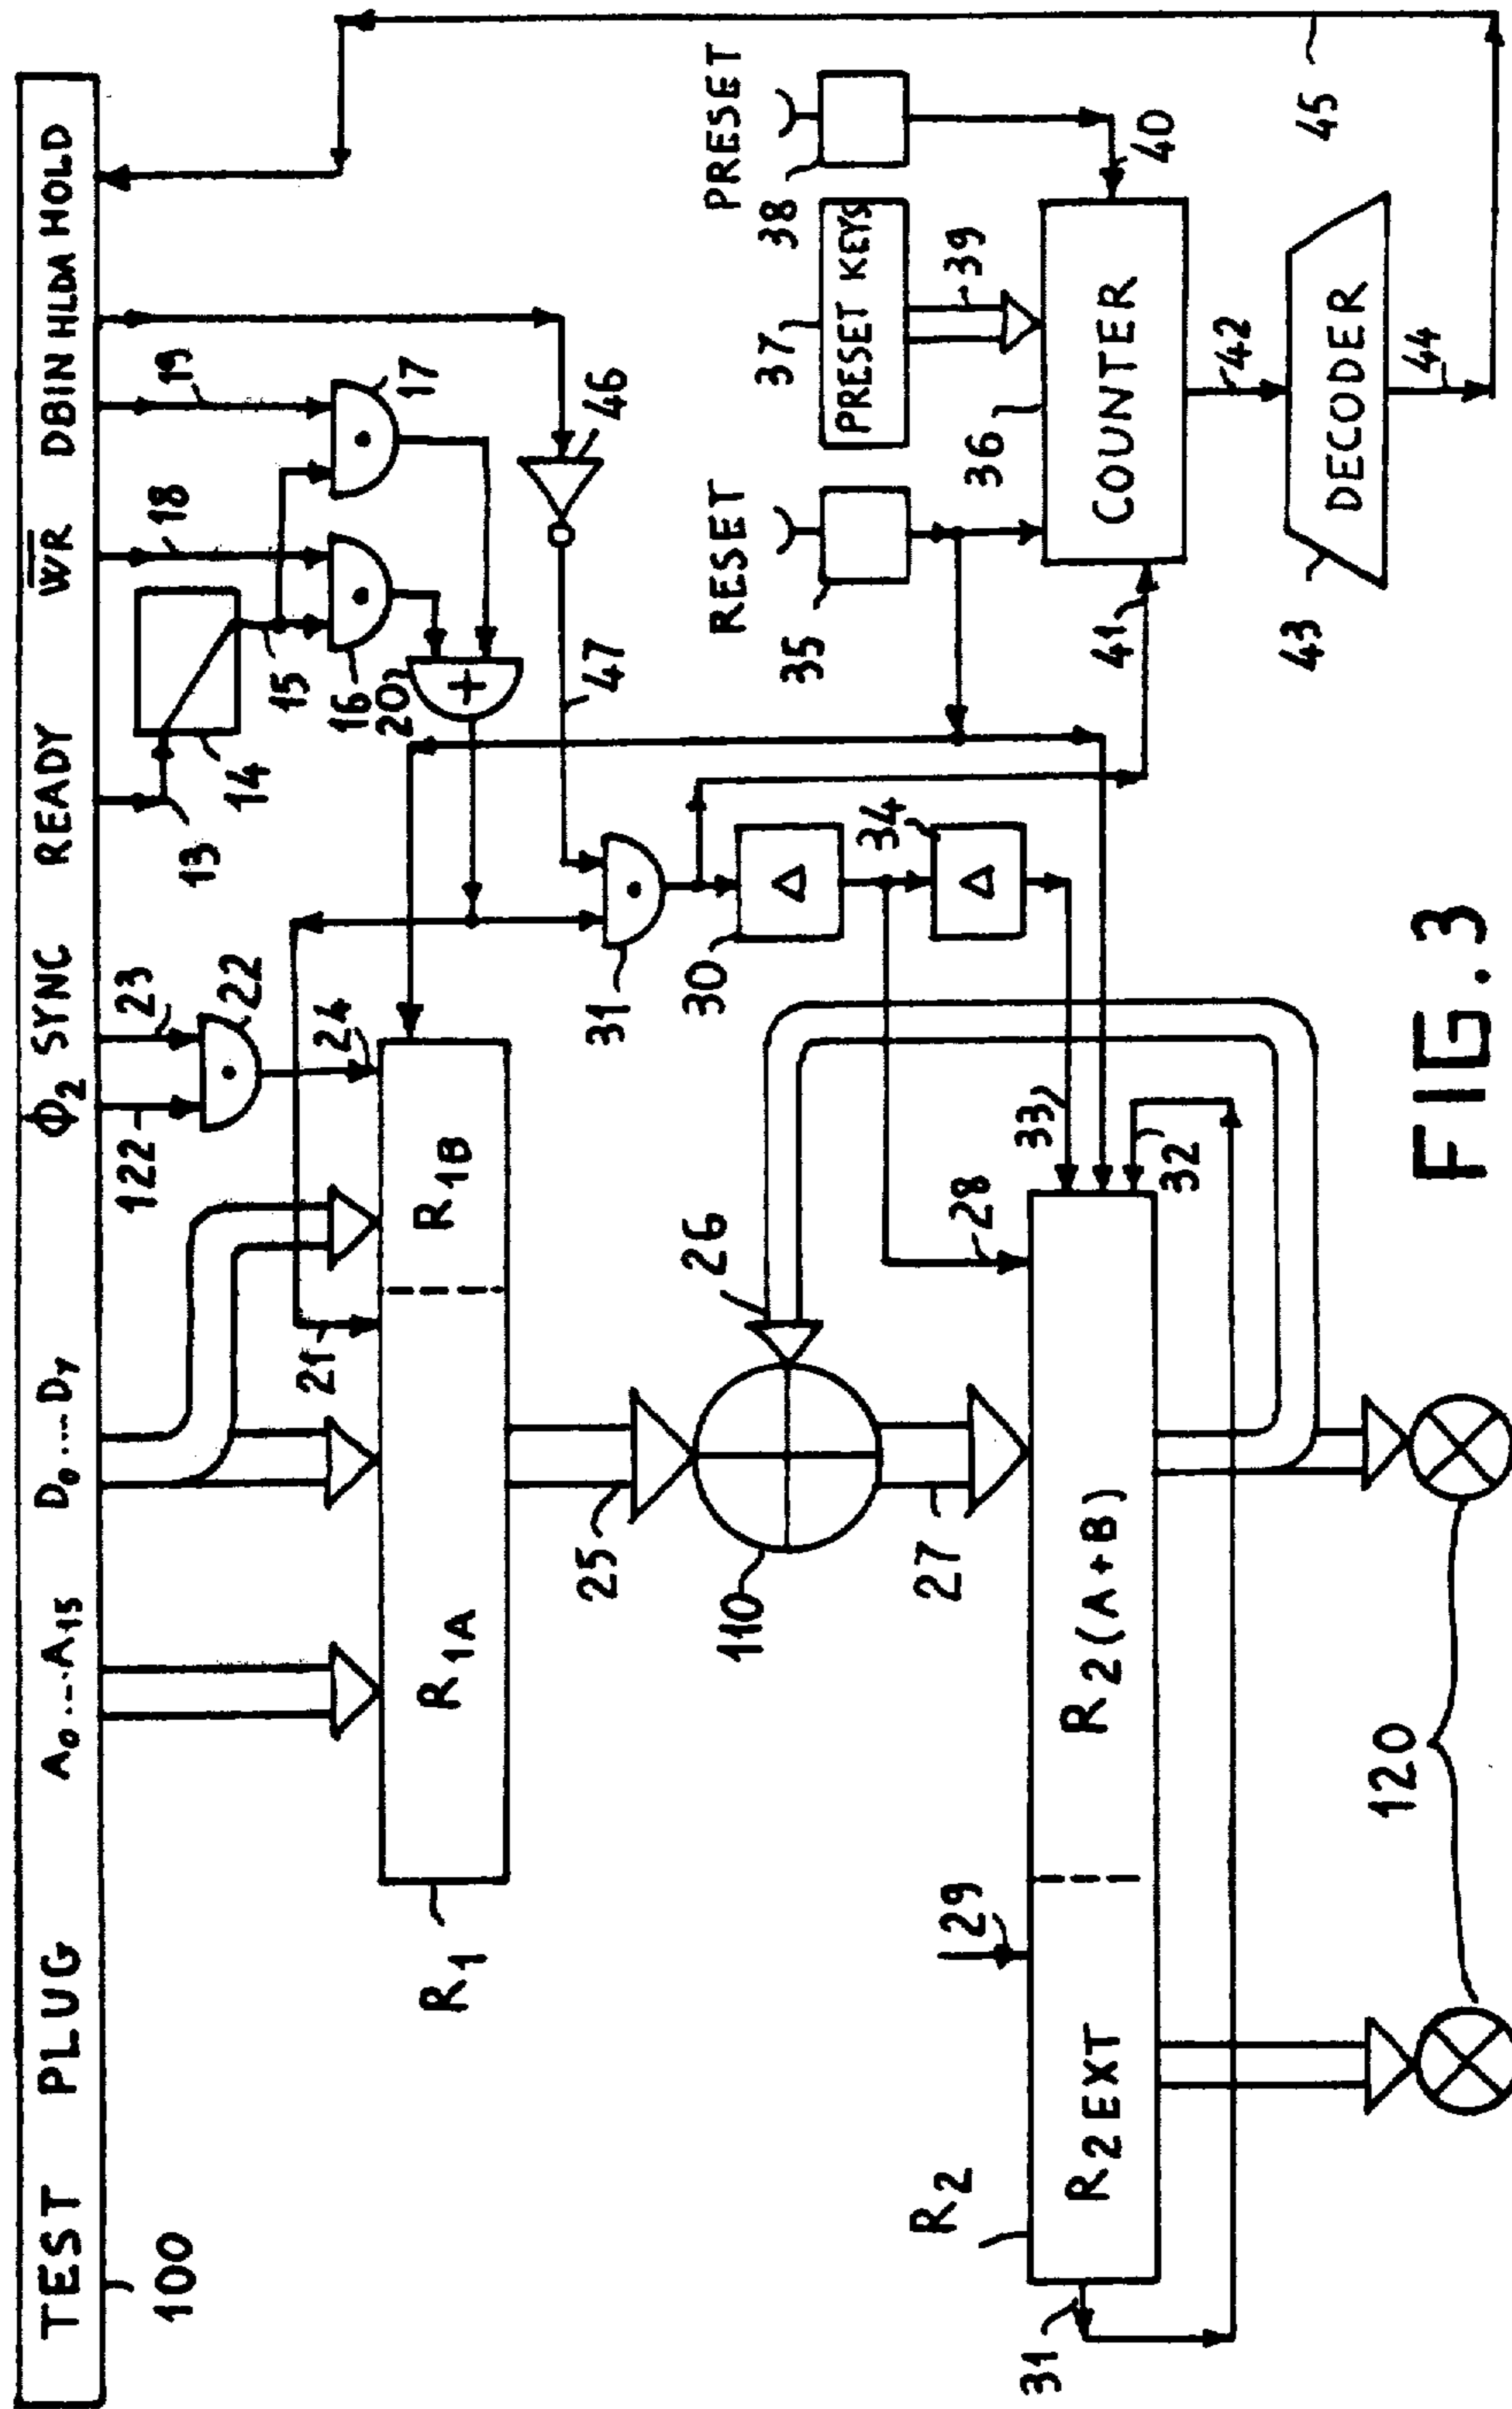 TEST PLUG A0...A15 D0...D7 Φ2 SYNC READY W̅R̅ DBIN HLDA HOLD
100
122
23
22
13
14
15
18
19
16
17
20
24
21
R1A
R1B
R1
46
47
31
25
26
110
27
30
Δ
34
Δ
28
33
32
29
R2
R2EXT
R2(A+B)
31
120
RESET
35
PRESET
38
37
PRESET KEYS
39
40
36
COUNTER
41
42
43
DECODER
44
45
FIG. 3